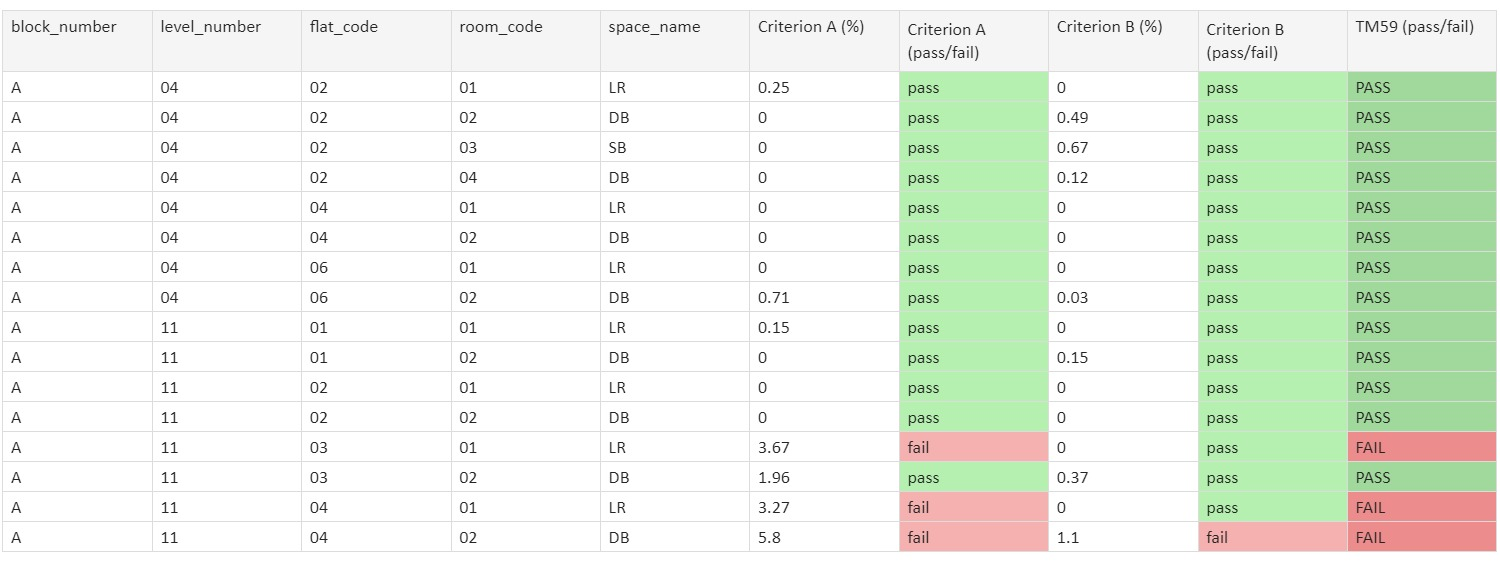 block_number level_number flat_code room_code space_name Criterion A (%) Criterion A (pass/fail) Criterion B (%) Criterion B (pass/fail) TM59 (pass/fail)
A 04 02 01 LR 0.25 pass 0 pass PASS
A 04 02 02 DB 0 pass 0.49 pass PASS
A 04 02 03 SB 0 pass 0.67 pass PASS
A 04 02 04 DB 0 pass 0.12 pass PASS
A 04 04 01 LR 0 pass 0 pass PASS
A 04 04 02 DB 0 pass 0 pass PASS
A 04 06 01 LR 0 pass 0 pass PASS
A 04 06 02 DB 0.71 pass 0.03 pass PASS
A 11 01 01 LR 0.15 pass 0 pass PASS
A 11 01 02 DB 0 pass 0.15 pass PASS
A 11 02 01 LR 0 pass 0 pass PASS
A 11 02 02 DB 0 pass 0 pass PASS
A 11 03 01 LR 3.67 fail 0 pass FAIL
A 11 03 02 DB 1.96 pass 0.37 pass PASS
A 11 04 01 LR 3.27 fail 0 pass FAIL
A 11 04 02 DB 5.8 fail 1.1 fail FAIL